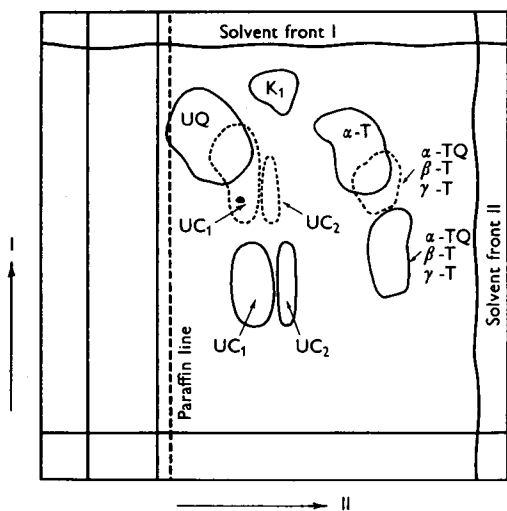 Solvent front I
K₁
UQ
α-T
α-TQ
β-T
γ-T
UC₁
UC₂
α-TQ
β-T
γ-T
UC₁
UC₂
Paraffin line
Solvent front II
I
II